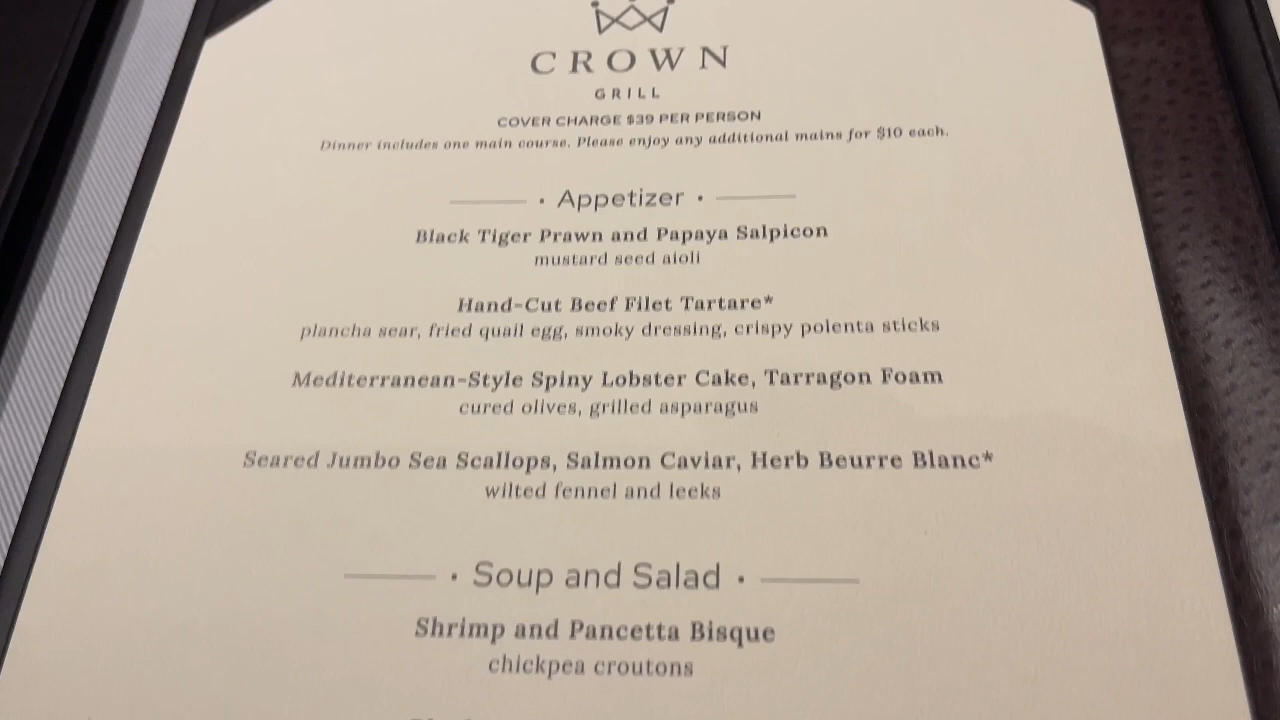 CROWN
GRILL
COVER CHARGE $39 PER PERSON
Dinner includes one main course. Please enjoy any additional mains for $10 each.
· Appetizer ·
Black Tiger Prawn and Papaya Salpicon
mustard seed aioli
Hand-Cut Beef Filet Tartare*
plancha sear, fried quail egg, smoky dressing, crispy polenta sticks
Mediterranean-Style Spiny Lobster Cake, Tarragon Foam
cured olives, grilled asparagus
Seared Jumbo Sea Scallops, Salmon Caviar, Herb Beurre Blanc*
wilted fennel and leeks
· Soup and Salad ·
Shrimp and Pancetta Bisque
chickpea croutons